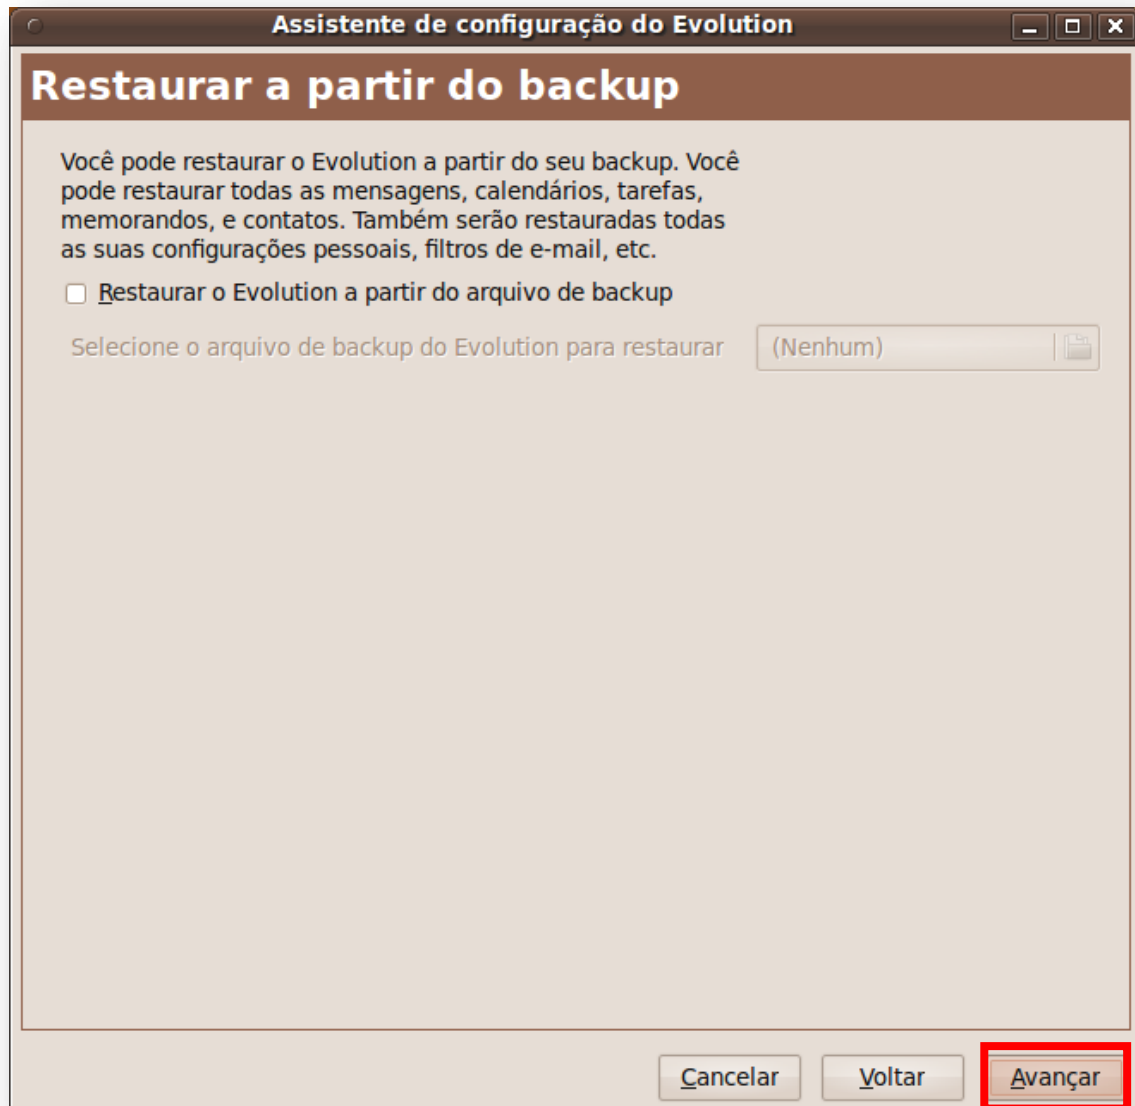 Assistente de configuração do Evolution
Restaurar a partir do backup
Você pode restaurar o Evolution a partir do seu backup. Você
pode restaurar todas as mensagens, calendários, tarefas,
memorandos, e contatos. Também serão restauradas todas
as suas configurações pessoais, filtros de e-mail, etc.
Restaurar o Evolution a partir do arquivo de backup
Selecione o arquivo de backup do Evolution para restaurar (Nenhum)
Cancelar Voltar Avançar